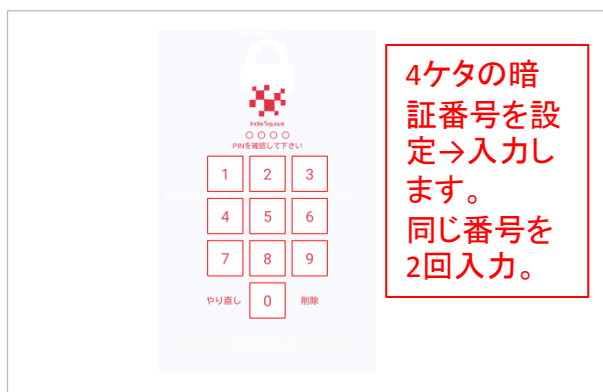 IndieSquare
PINを確認して下さい
1 2 3
4 5 6
7 8 9
やり直し 0 削除
4ケタの暗
証番号を設
定→入力し
ます。
同じ番号を
2回入力。